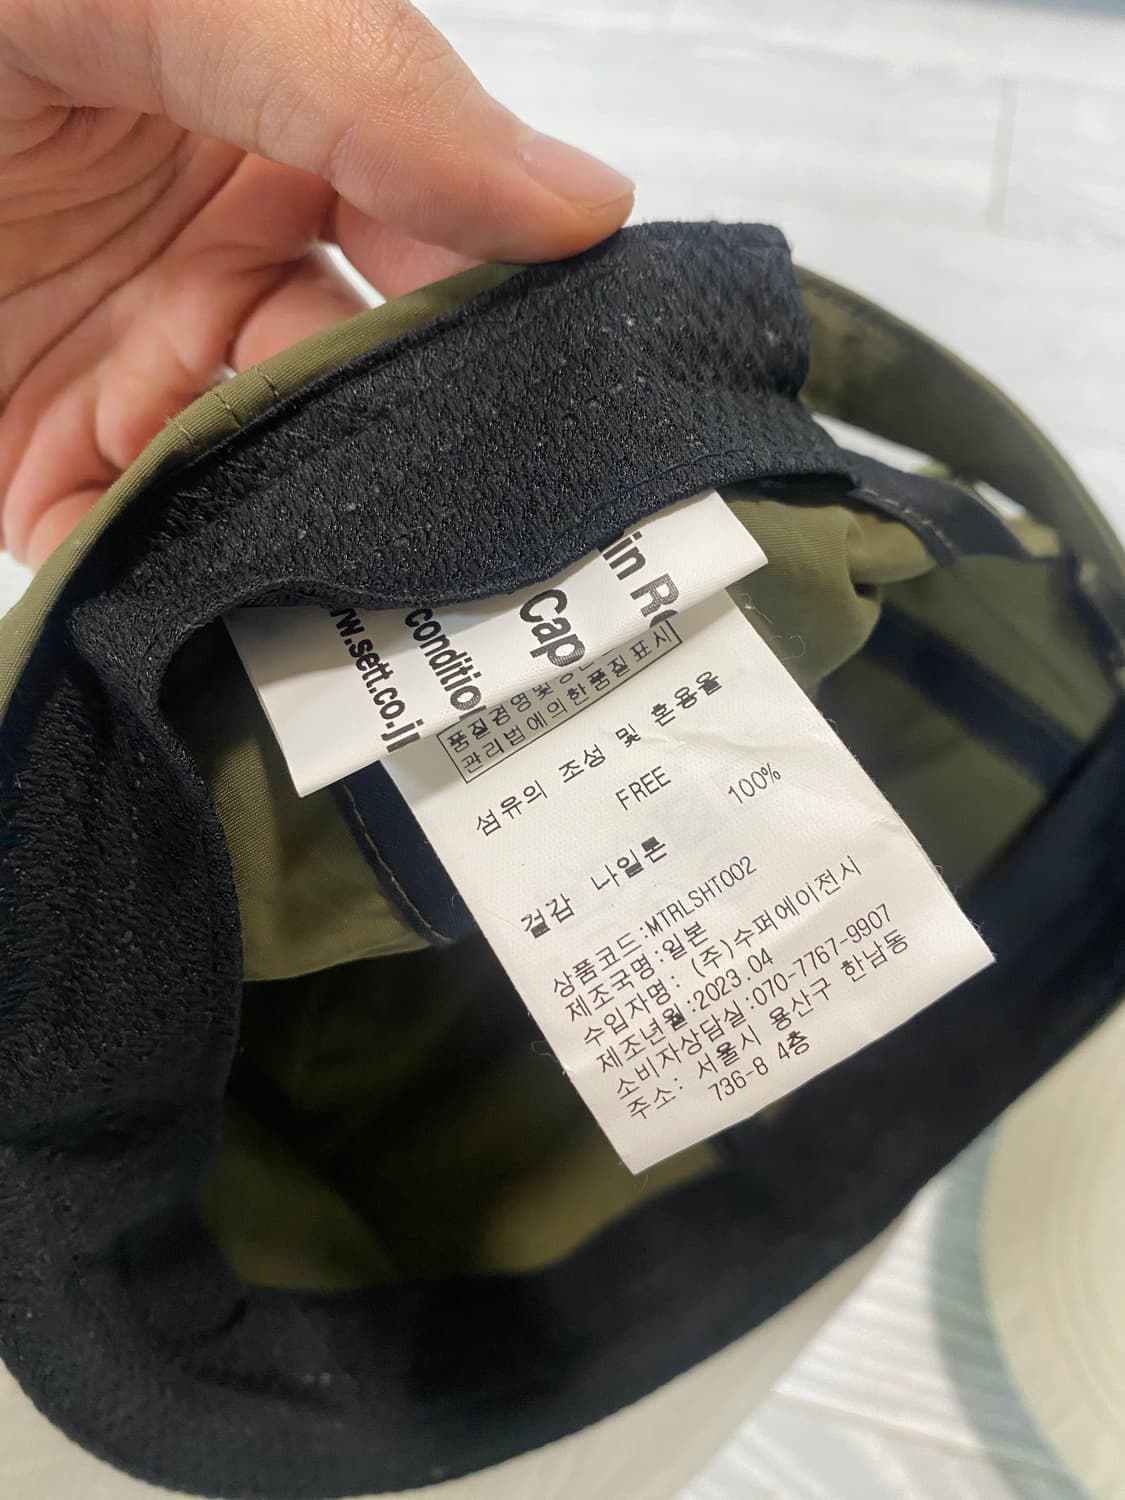 in R
Cap
condition
www.sett.co.j
품질경영및
관리법에의한품질표시
섬유의 조성 및 혼용율
FREE
100%
겉감 나일론
상품코드:MTRLSHT002
제조국명:일본
수입자명: (주)수퍼에이전시
제조년월:2023.04
소비자상담실:070-7767-9907
주소: 서울시 용산구 한남동
736-8 4층